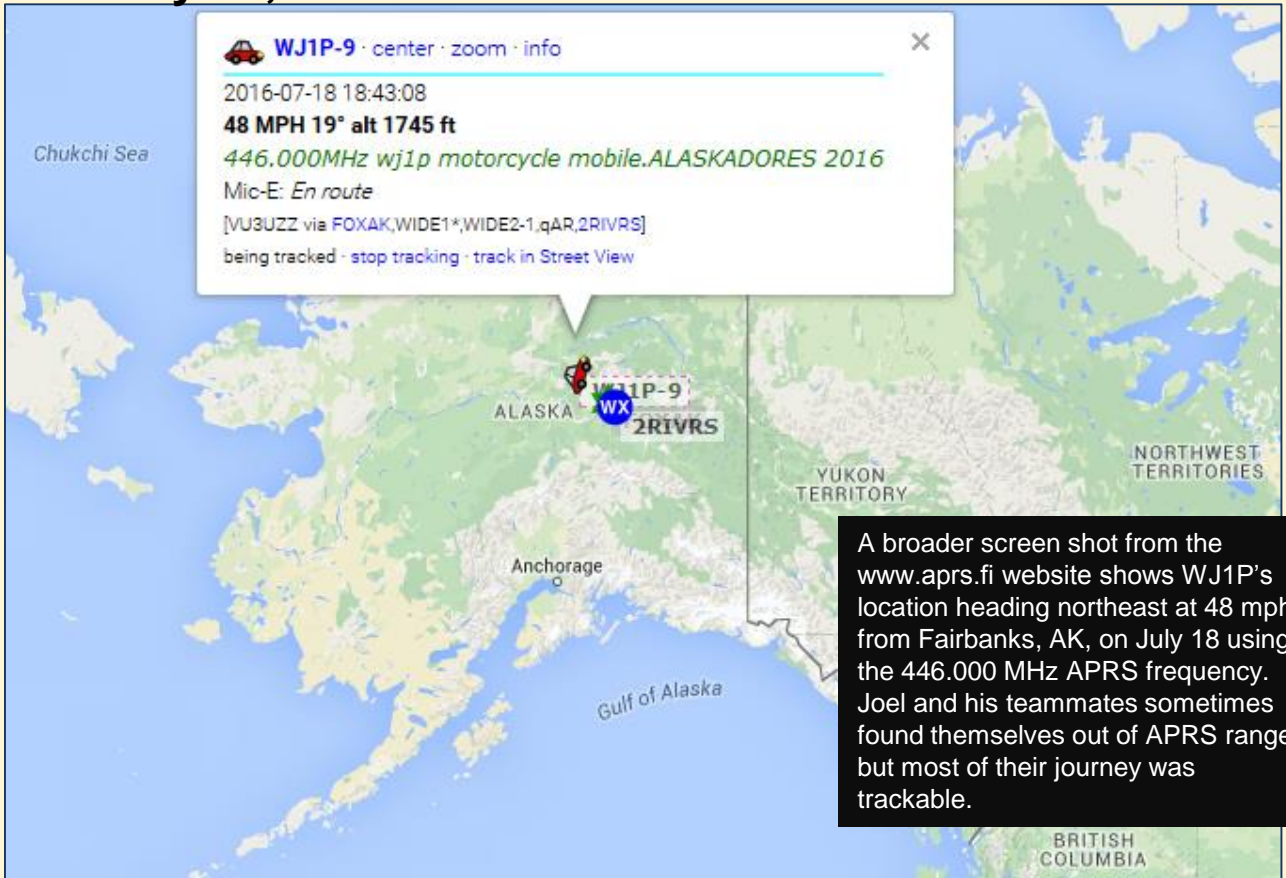 WJ1P-9 · center · zoom · info ×
2016-07-18 18:43:08
48 MPH 19° alt 1745 ft
446.000MHz wj1p motorcycle mobile.ALASKADORES 2016
Mic-E: En route
[VU3UZZ via FOXAK,WIDE1*,WIDE2-1,qAR,2RIVRS]
being tracked · stop tracking · track in Street View
Chukchi Sea
WJ1P-9
ALASKA
WX
2RIVRS
NORTHWEST
TERRITORIES
YUKON
TERRITORY
Anchorage
Gulf of Alaska
A broader screen shot from the
www.aprs.fi website shows WJ1P’s
location heading northeast at 48 mph
from Fairbanks, AK, on July 18 using
the 446.000 MHz APRS frequency.
Joel and his teammates sometimes
found themselves out of APRS range
but most of their journey was
trackable.
BRITISH
COLUMBIA